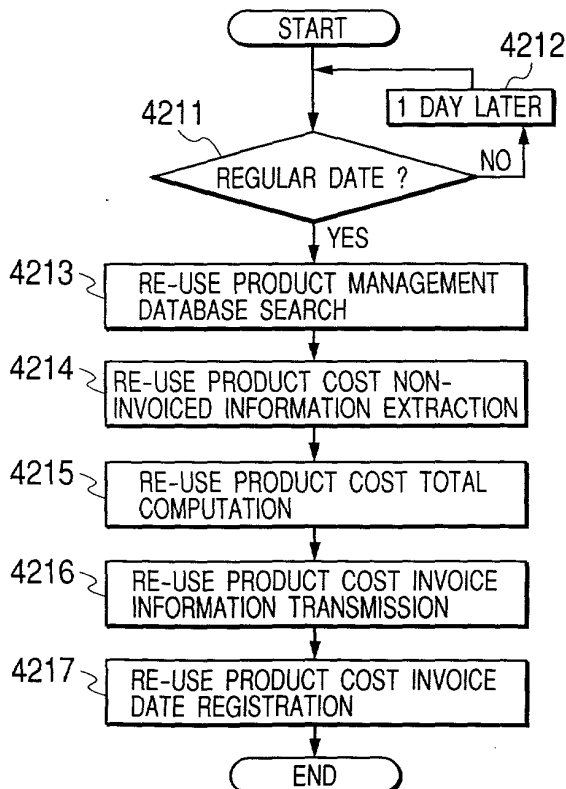 START
4212
1 DAY LATER
4211
REGULAR DATE ?
NO
YES
4213
RE-USE PRODUCT MANAGEMENT
DATABASE SEARCH
4214
RE-USE PRODUCT COST NON-
INVOICED INFORMATION EXTRACTION
4215
RE-USE PRODUCT COST TOTAL
COMPUTATION
4216
RE-USE PRODUCT COST INVOICE
INFORMATION TRANSMISSION
4217
RE-USE PRODUCT COST INVOICE
DATE REGISTRATION
END